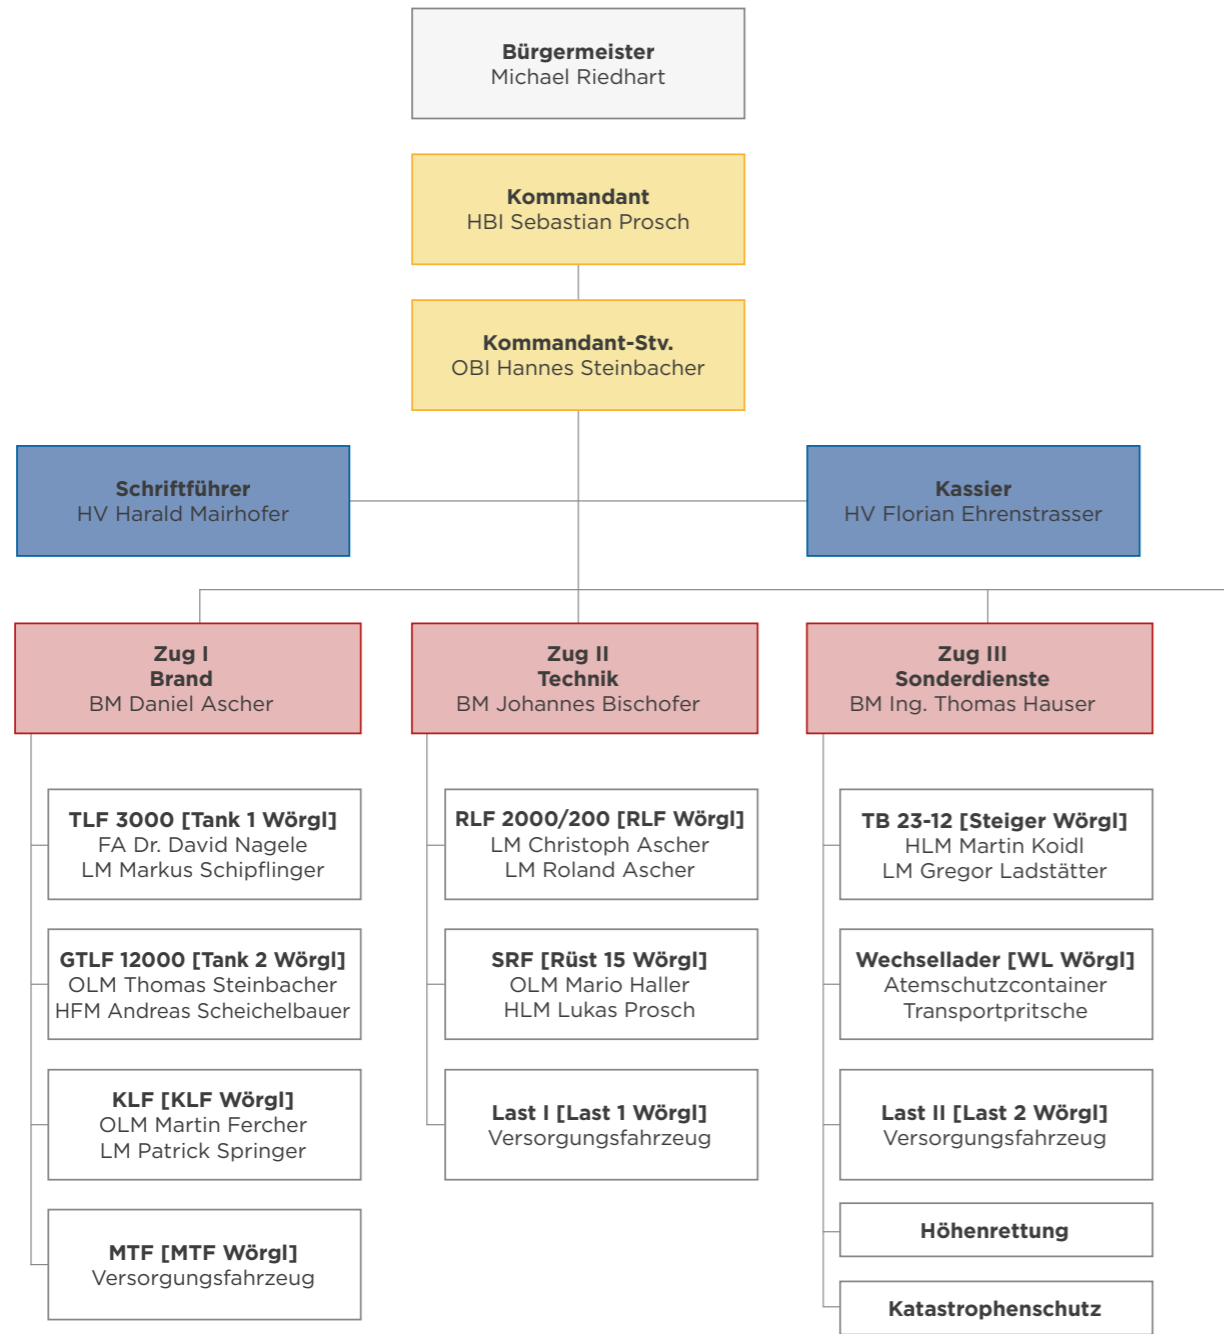 Bürgermeister
Michael Riedhart
Kommandant
HBI Sebastian Prosch
Kommandant-Stv.
OBI Hannes Steinbacher
Schriftführer
HV Harald Mairhofer
Kassier
HV Florian Ehrenstrasser
Zug I
Brand
BM Daniel Ascher
TLF 3000 [Tank 1 Wörgl]
FA Dr. David Nagele
LM Markus Schipflinger
GTLF 12000 [Tank 2 Wörgl]
OLM Thomas Steinbacher
HFM Andreas Scheichelbauer
KLF [KLF Wörgl]
OLM Martin Fercher
LM Patrick Springer
MTF [MTF Wörgl]
Versorgungsfahrzeug
Zug II
Technik
BM Johannes Bischofer
RLF 2000/200 [RLF Wörgl]
LM Christoph Ascher
LM Roland Ascher
SRF [Rüst 15 Wörgl]
OLM Mario Haller
HLM Lukas Prosch
Last I [Last 1 Wörgl]
Versorgungsfahrzeug
Zug III
Sonderdienste
BM Ing. Thomas Hauser
TB 23-12 [Steiger Wörgl]
HLM Martin Koidl
LM Gregor Ladstätter
Wechsellader [WL Wörgl]
Atemschutzcontainer
Transportpritsche
Last II [Last 2 Wörgl]
Versorgungsfahrzeug
Höhenrettung
Katastrophenschutz